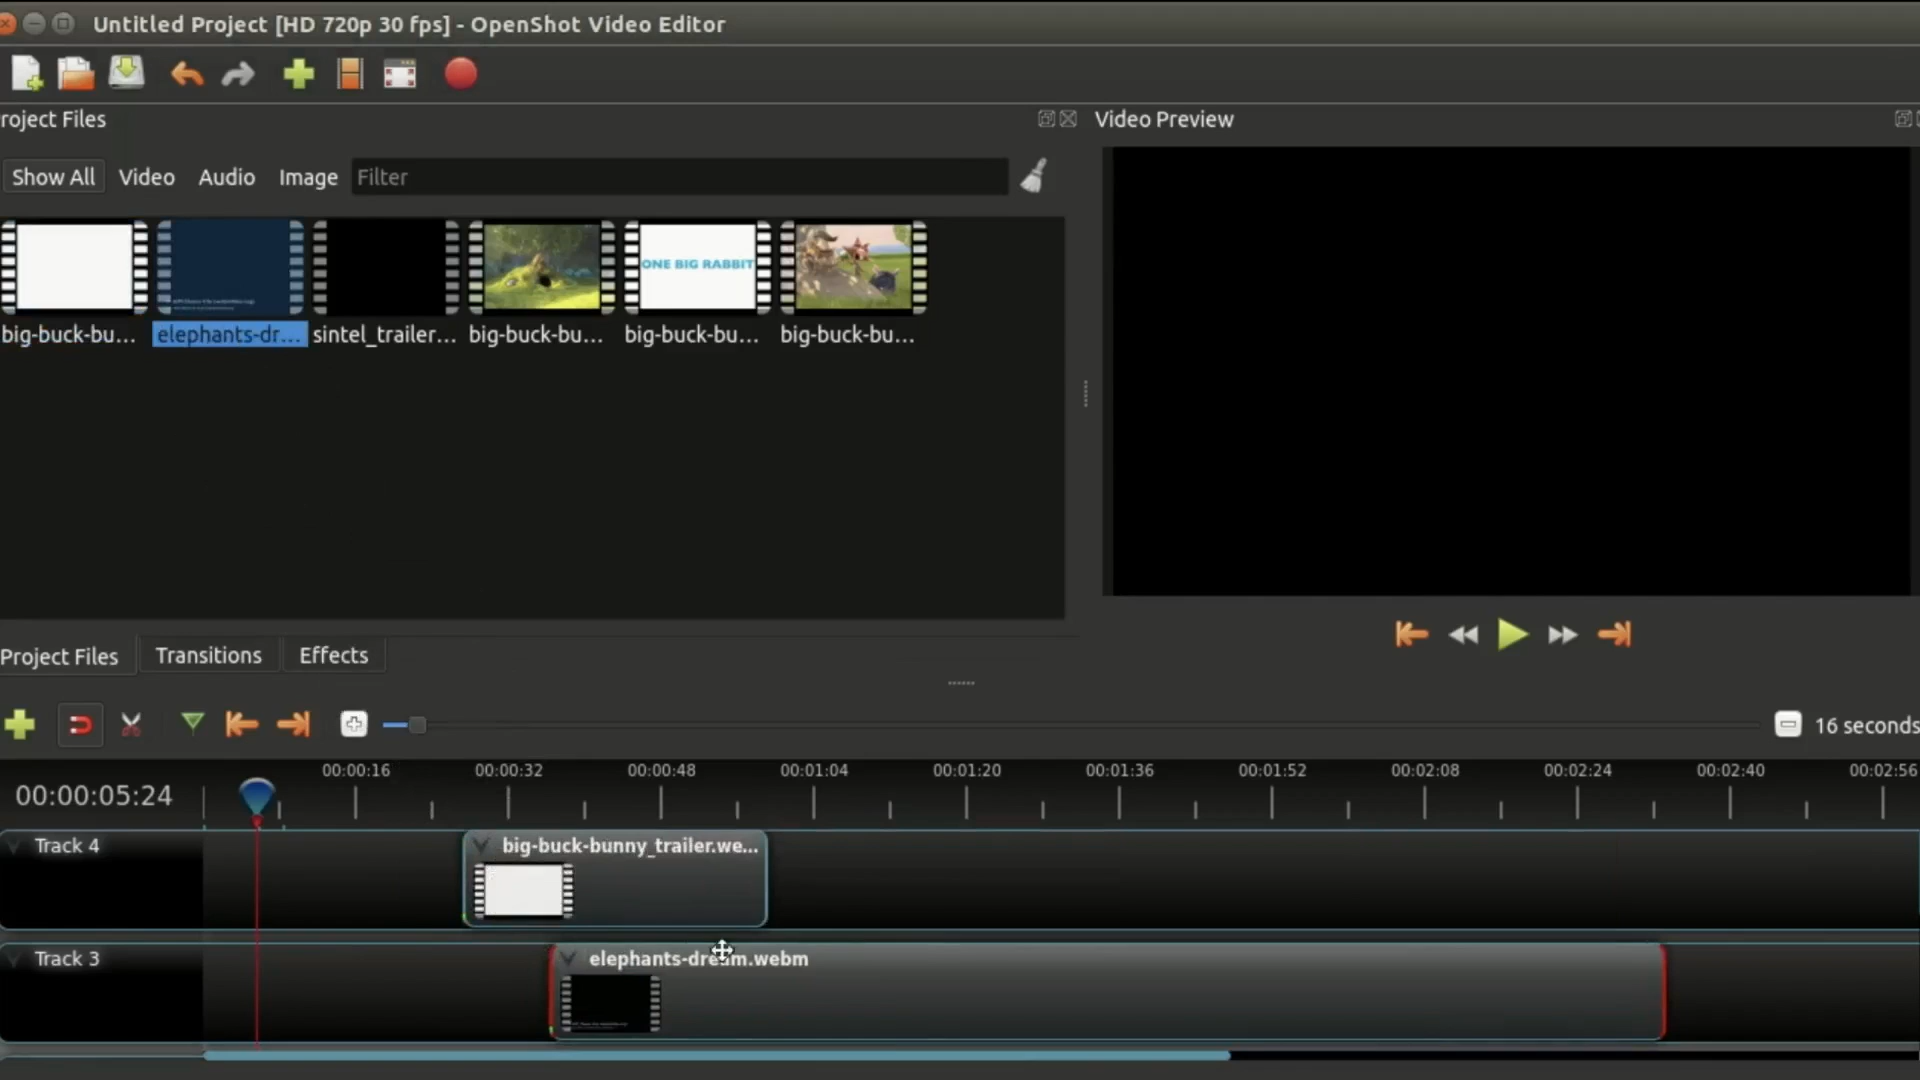 Untitled Project [HD 720p 30 fps] - OpenShot Video Editor
roject Files
Video Preview
Show All Video Audio Image Filter
ONE BIG RABBIT
big-buck-bu... elephants-dr... sintel_trailer... big-buck-bu... big-buck-bu... big-buck-bu...
Project Files Transitions Effects
16 seconds
00:00:05:24
00:00:16 00:00:32 00:00:48 00:01:04 00:01:20 00:01:36 00:01:52 00:02:08 00:02:24 00:02:40 00:02:56
Track 4
big-buck-bunny_trailer.we...
Track 3
elephants-dream.webm